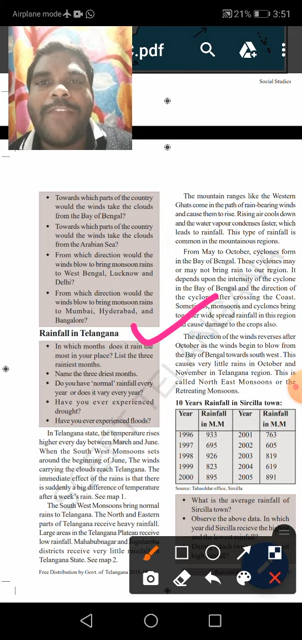 Airplane mode
21%
3:51
.pdf
Social Studies
• Towards which parts of the country
would the winds take the clouds
from the Bay of Bengal?
• Towards which parts of the country
would the winds take the clouds
from the Arabian Sea?
• From which direction would the
winds blow to bring monsoon rains
to West Bengal, Lucknow and
Delhi?
• From which direction would the
winds blow to bring monsoon rains
to Mumbai, Hyderabad, and
Bangalore?
Rainfall in Telangana
• In which months does it rain the
most in your place? List the three
rainiest months.
• Name the three driest months.
• Do you have 'normal' rainfall every
year or does it vary every year?
• Have you ever experienced
drought?
• Have you ever experienced floods?
In Telangana state, the temperature rises
higher every day between March and June.
When the South West Monsoons sets
around the beginning of June, The winds
carrying the clouds reach Telangana. The
immediate effect of the rains is that there
is suddenly a big difference of temperature
after a week's rain. See map 1.
The South West Monsoons bring normal
rains to Telangana. The North and Eastern
parts of Telangana receive heavy rainfall.
Large areas in the Telangana Plateau receive
low rainfall. Mahabubnagar and
districts receive very little rainfall
Telangana State. See map 2.
Free Distribution by Govt. of Telangana
The mountain ranges like the Western
Ghats come in the path of rain-bearing winds
and cause them to rise. Rising air cools down
and the water vapour condenses faster, which
leads to rainfall. This type of rainfall is
common in the mountainous regions.
From May to October, cyclones form
in the Bay of Bengal. These cyclones may
or may not bring rain to our region. It
depends upon the intensity of the cyclone
in the Bay of Bengal and the direction of
the cyclone crossing the Coast.
Sometimes, monsoons and cyclones bring
wide spread rainfall in this region
cause damage to the crops also.
The direction of the winds reverses after
October in the winds begin to blow from
the Bay of Bengal towards south west . This
causes very little rains in October and
November in Telangana region. This is
called North East Monsoons or the
Retreating Monsoons.
10 Years Rainfall in Sircilla town:
Year Rainfall in M.M Year Rainfall in M.M
1996 933 2001 763
1997 695 2002 605
1998 926 2003 819
1999 823 2004 619
2000 895 2005 891
Source: Tahasildar office, Sircilla.
• What is the average rainfall of
Sircilla town?
• Observe the above data. In which
year did Sircilla recieve the